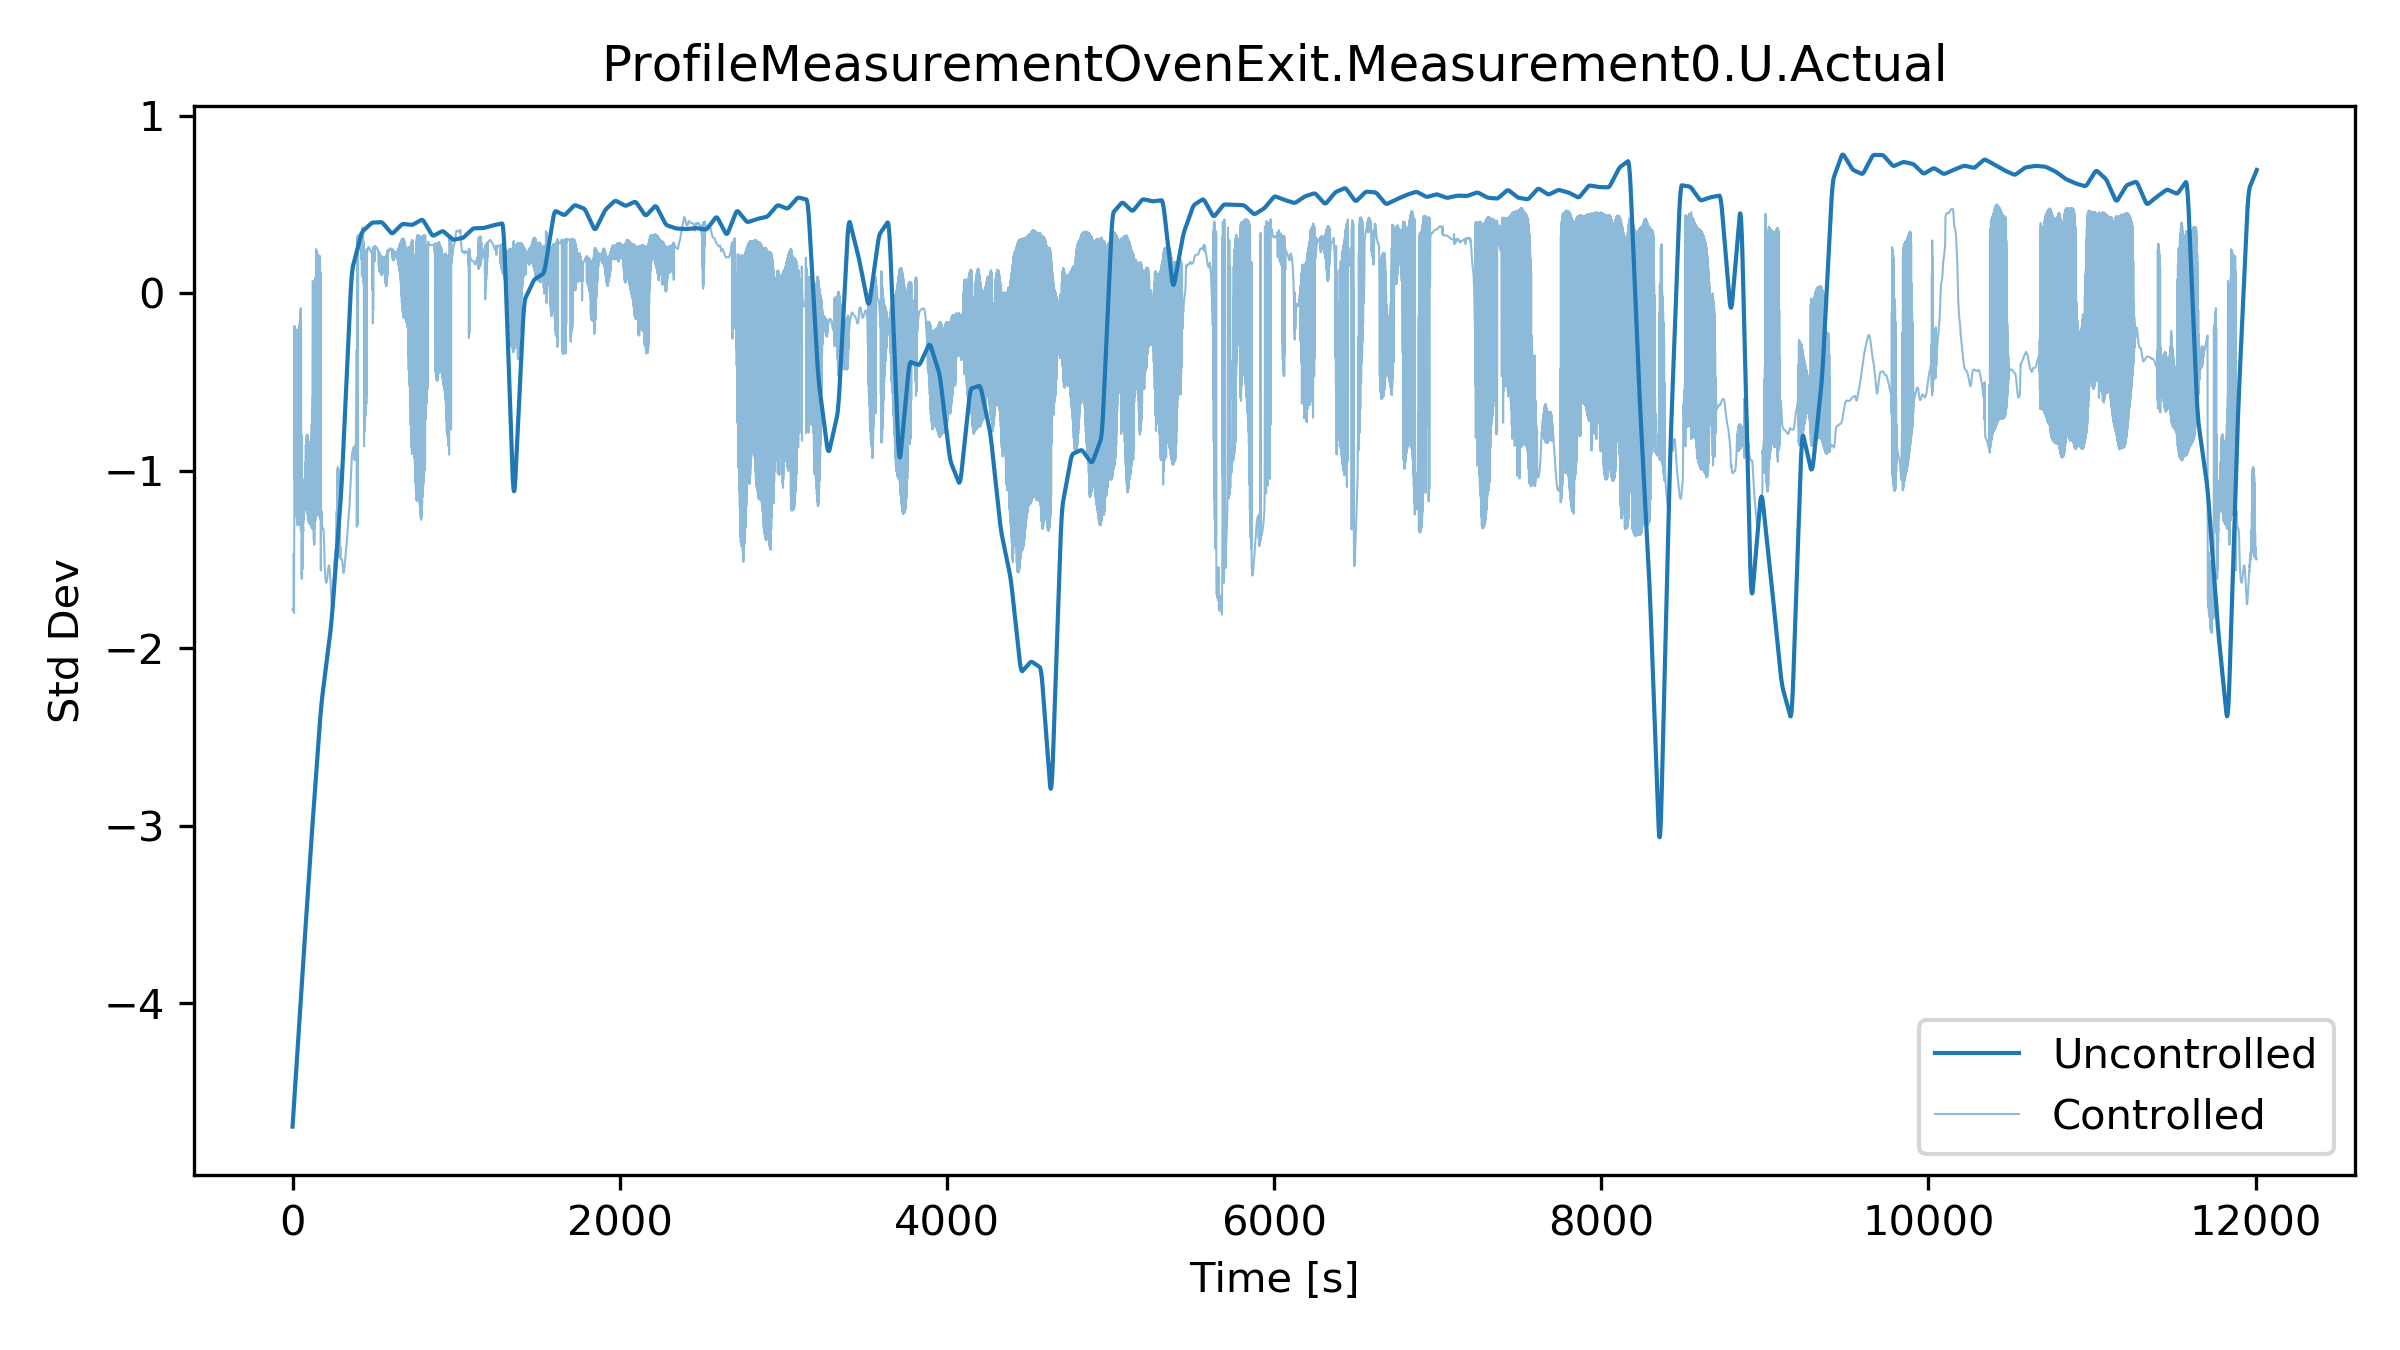 ProfileMeasurementOvenExit.Measurement0.U.Actual
1
0
−1
−2
−3
−4
Std Dev
0 2000 4000 6000 8000 10000 12000
Time [s]
Uncontrolled
Controlled